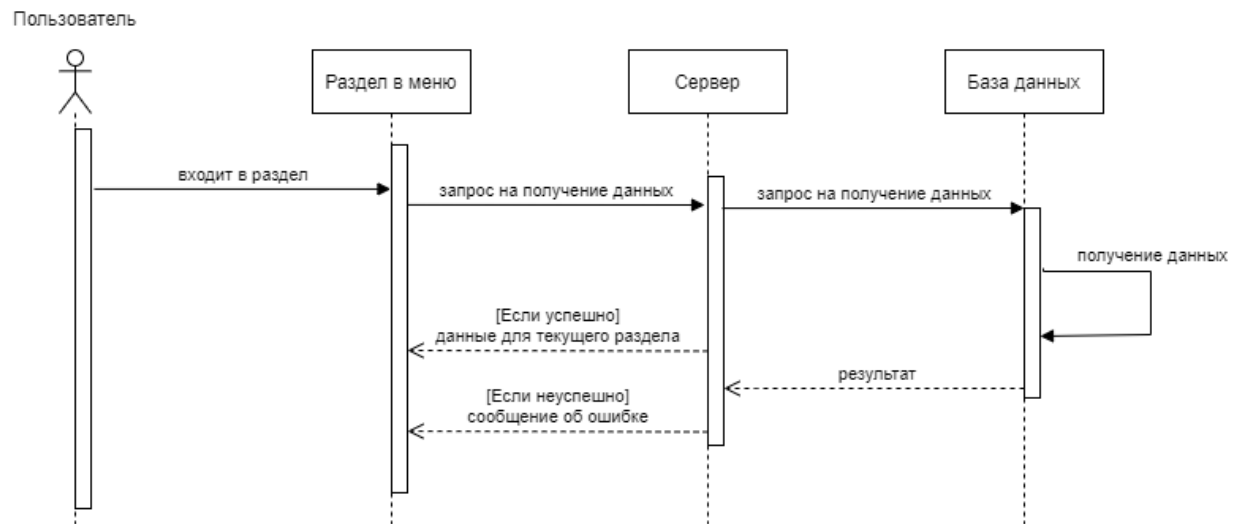 Пользователь
Раздел в меню
Сервер
База данных
входит в раздел
запрос на получение данных
запрос на получение данных
получение данных
[Если успешно]
данные для текущего раздела
результат
[Если неуспешно]
сообщение об ошибке